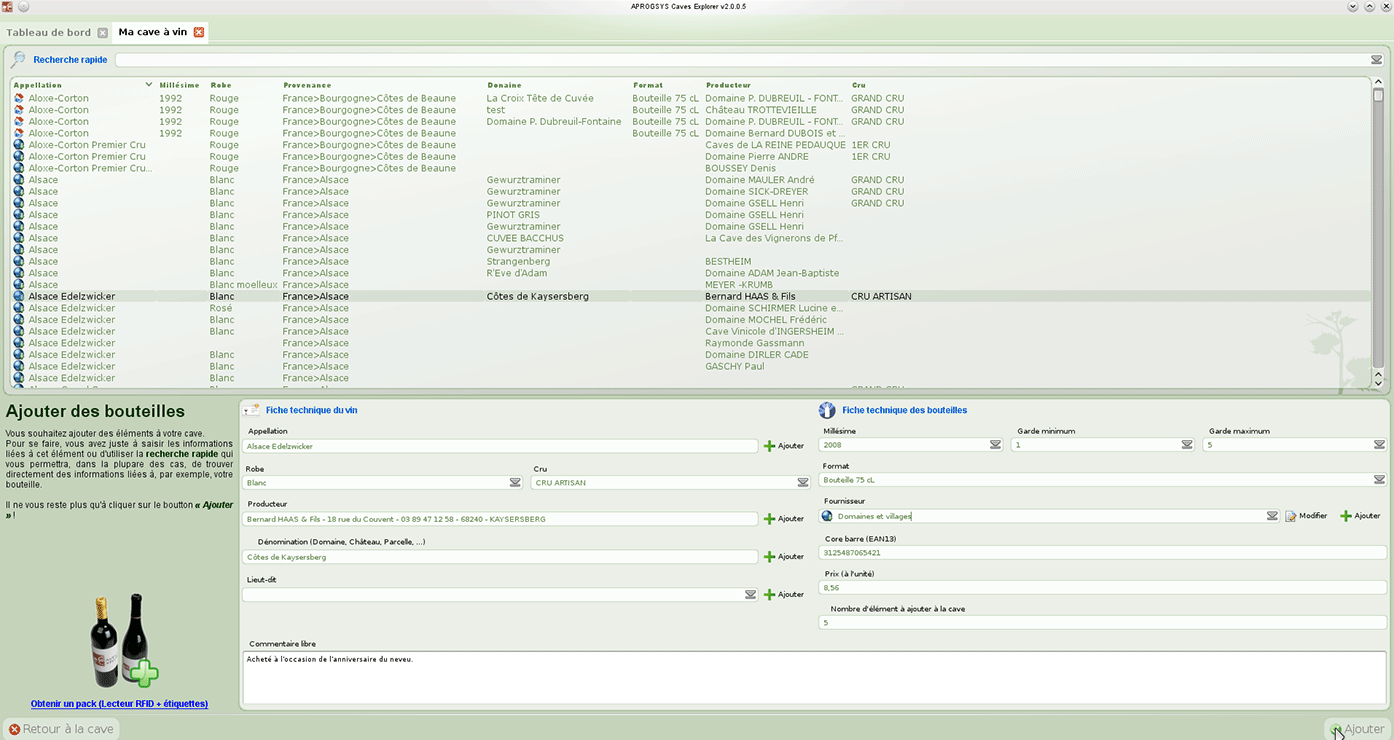 APROGSYS Caves Explorer v2.0.0.5
Tableau de bord Ma cave à vin
Recherche rapide
Appellation Millésime Robe Provenance Donaine Format Producteur Cru
Aloxe-Corton 1992 Rouge France>Bourgogne>Côtes de Beaune La Croix Tête de Cuvée Bouteille 75 cL Domaine P. DUBREUIL - FONT... GRAND CRU
Aloxe-Corton 1992 Rouge France>Bourgogne>Côtes de Beaune test Bouteille 75 cL Château TROTTEVIEILLE GRAND CRU
Aloxe-Corton 1992 Rouge France>Bourgogne>Côtes de Beaune Domaine P. Dubreuil-Fontaine Bouteille 75 cL Domaine P. DUBREUIL - FONT... GRAND CRU
Aloxe-Corton 1992 Rouge France>Bourgogne>Côtes de Beaune Bouteille 75 cL Domaine Bernard DUBOIS et ...
Aloxe-Corton Premier Cru Rouge France>Bourgogne>Côtes de Beaune Caves de LA REINE PEDAUQUE 1ER CRU
Aloxe-Corton Premier Cru Rouge France>Bourgogne>Côtes de Beaune Domaine Pierre ANDRE 1ER CRU
Aloxe-Corton Premier Cru... Rouge France>Bourgogne>Côtes de Beaune BOUSSEY Denis
Alsace Blanc France>Alsace Gewurztraminer Domaine MAULER André GRAND CRU
Alsace Blanc France>Alsace Gewurztraminer Domaine SICK-DREYER GRAND CRU
Alsace Blanc France>Alsace Gewurztraminer Domaine GSELL Henri GRAND CRU
Alsace Blanc France>Alsace PINOT GRIS Domaine GSELL Henri
Alsace Blanc France>Alsace Gewurztraminer Domaine GSELL Henri
Alsace Blanc France>Alsace CUVEE BACCHUS La Cave des Vignerons de Pf...
Alsace Blanc France>Alsace Gewurztraminer
Alsace Blanc France>Alsace Strangenberg BESTHEIM
Alsace Blanc France>Alsace R'Eve d'Adam Domaine ADAM Jean-Baptiste
Alsace Blanc moelleux France>Alsace MEYER -KRUMB
Alsace Edelzwicker Blanc France>Alsace Côtes de Kaysersberg Bernard HAAS & Fils CRU ARTISAN
Alsace Edelzwicker Rosé France>Alsace Domaine SCHIRMER Lucine e...
Alsace Edelzwicker Blanc France>Alsace Domaine MOCHEL Frédéric
Alsace Edelzwicker Blanc France>Alsace Cave Vinicole d'INGERSHEIM ...
Alsace Edelzwicker France>Alsace Raymonde Gassmann
Alsace Edelzwicker Blanc France>Alsace Domaine DIRLER CADE
Alsace Edelzwicker Blanc France>Alsace GASCHY Paul
Alsace Edelzwicker Blanc France>Alsace
Ajouter des bouteilles
Vous souhaitez ajouter des éléments à votre cave.
Pour se faire, vous avez juste à saisir les informations
liées à cet élément ou d'utiliser la recherche rapide qui
vous permettra, dans la plupare des cas, de trouver
directement des informations liées à, par exemple, votre
bouteille.
Il ne vous reste plus qu'à cliquer sur le bouton « Ajouter
» !
Obtenir un pack (Lecteur RFID + étiquettes)
Fiche technique du vin
Appellation
Alsace Edelzwicker Ajouter
Robe Cru
Blanc CRU ARTISAN
Producteur
Bernard HAAS & Fils - 18 rue du Couvent - 03 89 47 12 58 - 68240 - KAYSERSBERG Ajouter
Dénomination (Domaine, Château, Parcelle, ...)
Côtes de Kaysersberg Ajouter
Lieut-dit
Ajouter
Fiche technique des bouteilles
Millésime Garde minimum Garde maximum
2008 1 5
Format
Bouteille 75 cL
Fournisseur
Domaines et villages Modifier Ajouter
Core barre (EAN13)
3125487065421
Prix (à l'unité)
8,56
Nombre d'élément à ajouter à la cave
5
Commentaire libre
Acheté à l'occasion de l'anniversaire du neveu.
Retour à la cave Ajouter